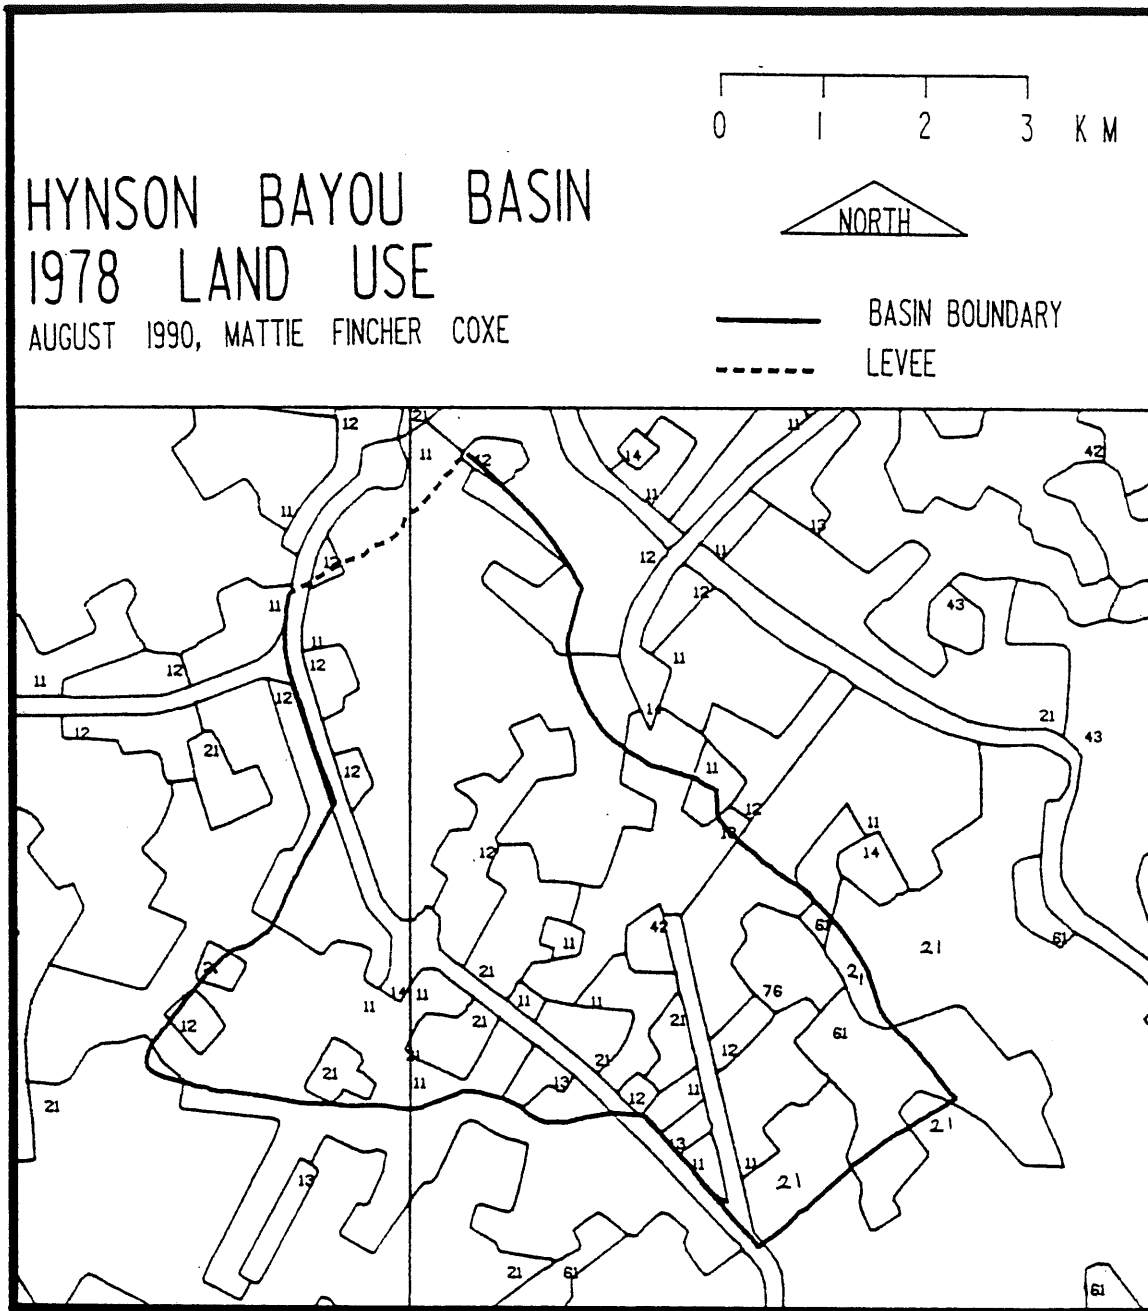 0 1 2 3 KM
HYNSON BAYOU BASIN
1978 LAND USE
AUGUST 1990, MATTIE FINCHER COXE
NORTH
BASIN BOUNDARY
LEVEE
12 21 11
11 42 14 42
11 11 13
12 12 11
11 12 43
11 11
12 12 12 11
11 12 14 21 43
12 21
12 11
12
11
12 14
61
11 42 21 61
21 21
11 14 11 11 11 76
12 21 21 61
21 21 12
21 11 13 12 11
21 21
13 11 11
13 21
21 61 61